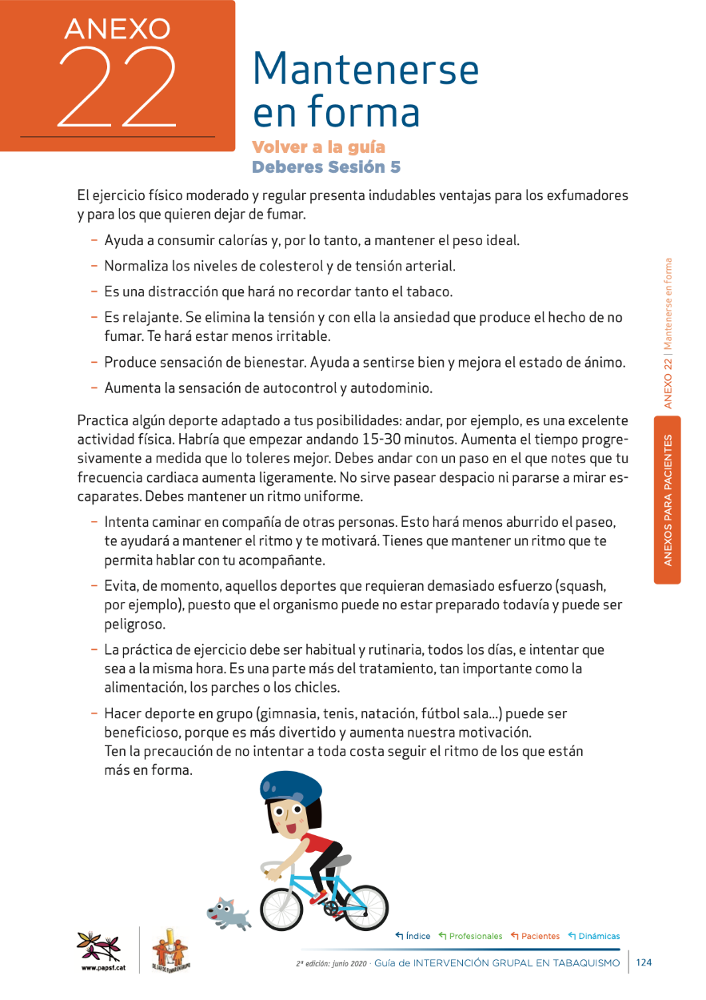 ANEXO
22
Mantenerse
en forma
Volver a la guía
Deberes Sesión 5
El ejercicio físico moderado y regular presenta indudables ventajas para los exfumadores
y para los que quieren dejar de fumar.
– Ayuda a consumir calorías y, por lo tanto, a mantener el peso ideal.
– Normaliza los niveles de colesterol y de tensión arterial.
– Es una distracción que hará no recordar tanto el tabaco.
– Es relajante. Se elimina la tensión y con ella la ansiedad que produce el hecho de no
fumar. Te hará estar menos irritable.
– Produce sensación de bienestar. Ayuda a sentirse bien y mejora el estado de ánimo.
– Aumenta la sensación de autocontrol y autodominio.
Practica algún deporte adaptado a tus posibilidades: andar, por ejemplo, es una excelente
actividad física. Habría que empezar andando 15-30 minutos. Aumenta el tiempo progre-
sivamente a medida que lo toleres mejor. Debes andar con un paso en el que notes que tu
frecuencia cardiaca aumenta ligeramente. No sirve pasear despacio ni pararse a mirar es-
caparates. Debes mantener un ritmo uniforme.
– Intenta caminar en compañía de otras personas. Esto hará menos aburrido el paseo,
te ayudará a mantener el ritmo y te motivará. Tienes que mantener un ritmo que te
permita hablar con tu acompañante.
– Evita, de momento, aquellos deportes que requieran demasiado esfuerzo (squash,
por ejemplo), puesto que el organismo puede no estar preparado todavía y puede ser
peligroso.
– La práctica de ejercicio debe ser habitual y rutinaria, todos los días, e intentar que
sea a la misma hora. Es una parte más del tratamiento, tan importante como la
alimentación, los parches o los chicles.
– Hacer deporte en grupo (gimnasia, tenis, natación, fútbol sala...) puede ser
beneficioso, porque es más divertido y aumenta nuestra motivación.
Ten la precaución de no intentar a toda costa seguir el ritmo de los que están
más en forma.
ANEXO 22 | Mantenerse en forma
ANEXOS PARA PACIENTES
Índice Profesionales Pacientes Dinámicas
www.papsf.cat
DEJAR DE FUMAR EN GRUPO
2ª edición: junio 2020 · Guía de INTERVENCIÓN GRUPAL EN TABAQUISMO 124